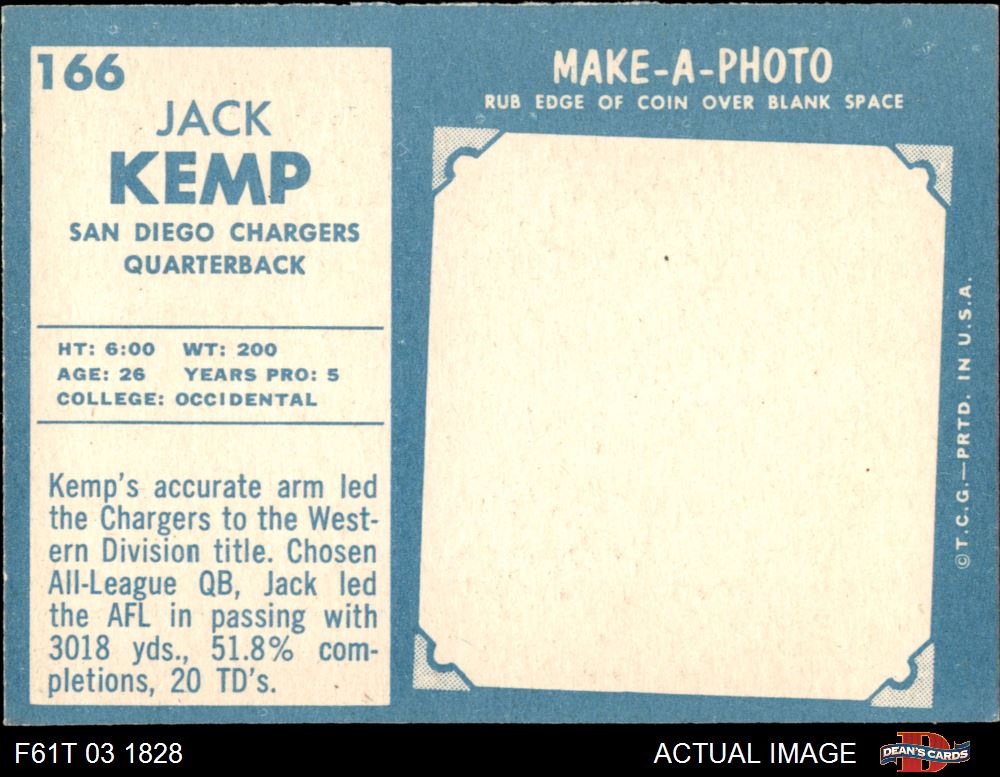 166
JACK
KEMP
SAN DIEGO CHARGERS
QUARTERBACK
HT: 6:00 WT: 200
AGE: 26 YEARS PRO: 5
COLLEGE: OCCIDENTAL
Kemp's accurate arm led
the Chargers to the West-
ern Division title. Chosen
All-League QB, Jack led
the AFL in passing with
3018 yds., 51.8% com-
pletions, 20 TD's.
MAKE-A-PHOTO
RUB EDGE OF COIN OVER BLANK SPACE
©T.C.G.—PRTD. IN U.S.A.
F61T 03 1828
ACTUAL IMAGE
D
DEAN'S CARDS